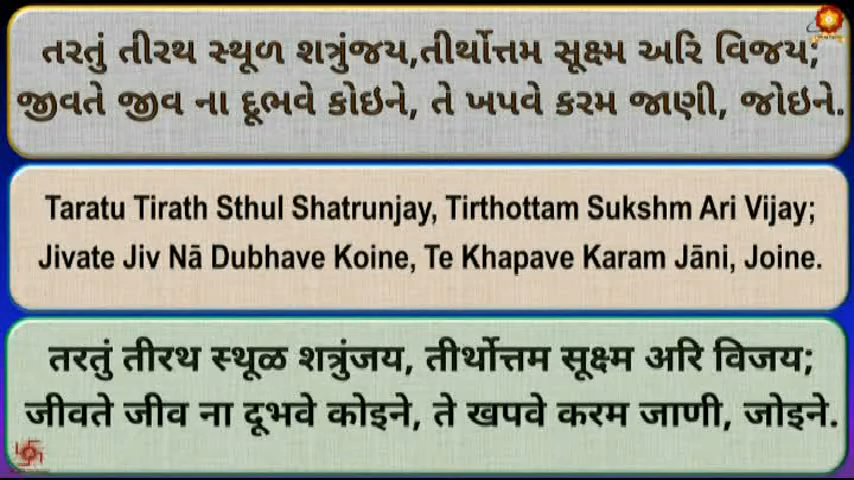 તરતું તીરથ સ્થૂળ શત્રુંજય,તીર્થોત્તમ સૂક્ષ્મ અરિ વિજય;
જીવતે જીવ ના દૂભવે કોઇને, તે ખપવે કરમ જાણી, જોઇને.
Taratu Tirath Sthul Shatrunjay, Tirthottam Sukshm Ari Vijay;
Jivate Jiv Nā Dubhave Koine, Te Khapave Karam Jāni, Joine.
तरतुं तीरथ स्थूळ शत्रुंजय, तीर्थोत्तम सूक्ष्म अरि विजय;
जीवते जीव ना दूभवे कोइने, ते खपवे करम जाणी, जोइने.